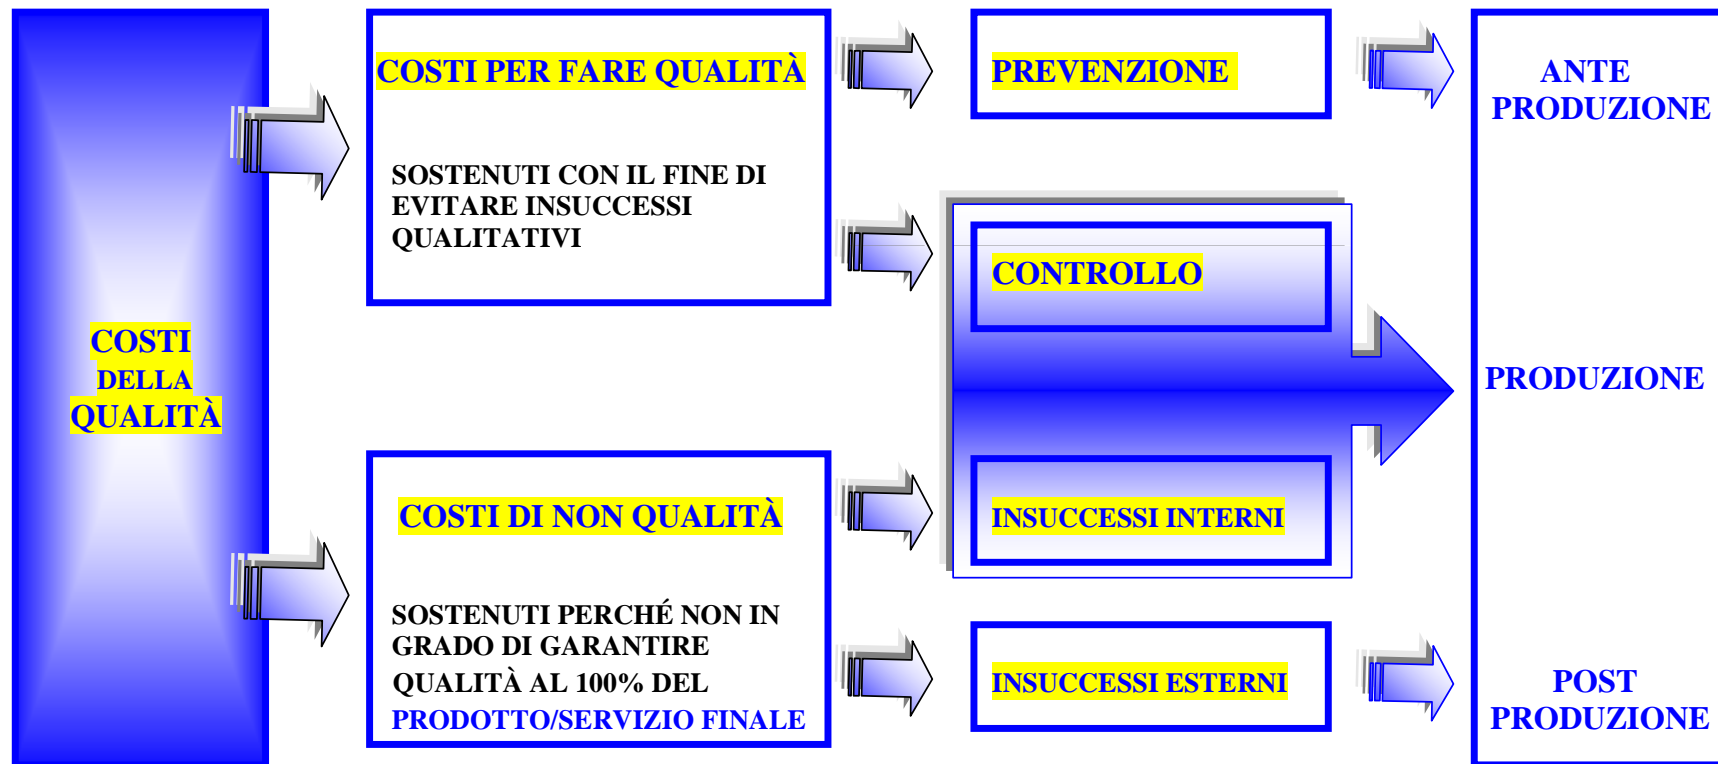 COSTI
DELLA
QUALITÀ
COSTI PER FARE QUALITÀ
SOSTENUTI CON IL FINE DI
EVITARE INSUCCESSI
QUALITATIVI
COSTI DI NON QUALITÀ
SOSTENUTI PERCHÉ NON IN
GRADO DI GARANTIRE
QUALITÀ AL 100% DEL
PRODOTTO/SERVIZIO FINALE
PREVENZIONE
CONTROLLO
INSUCCESSI INTERNI
INSUCCESSI ESTERNI
ANTE
PRODUZIONE
PRODUZIONE
POST
PRODUZIONE